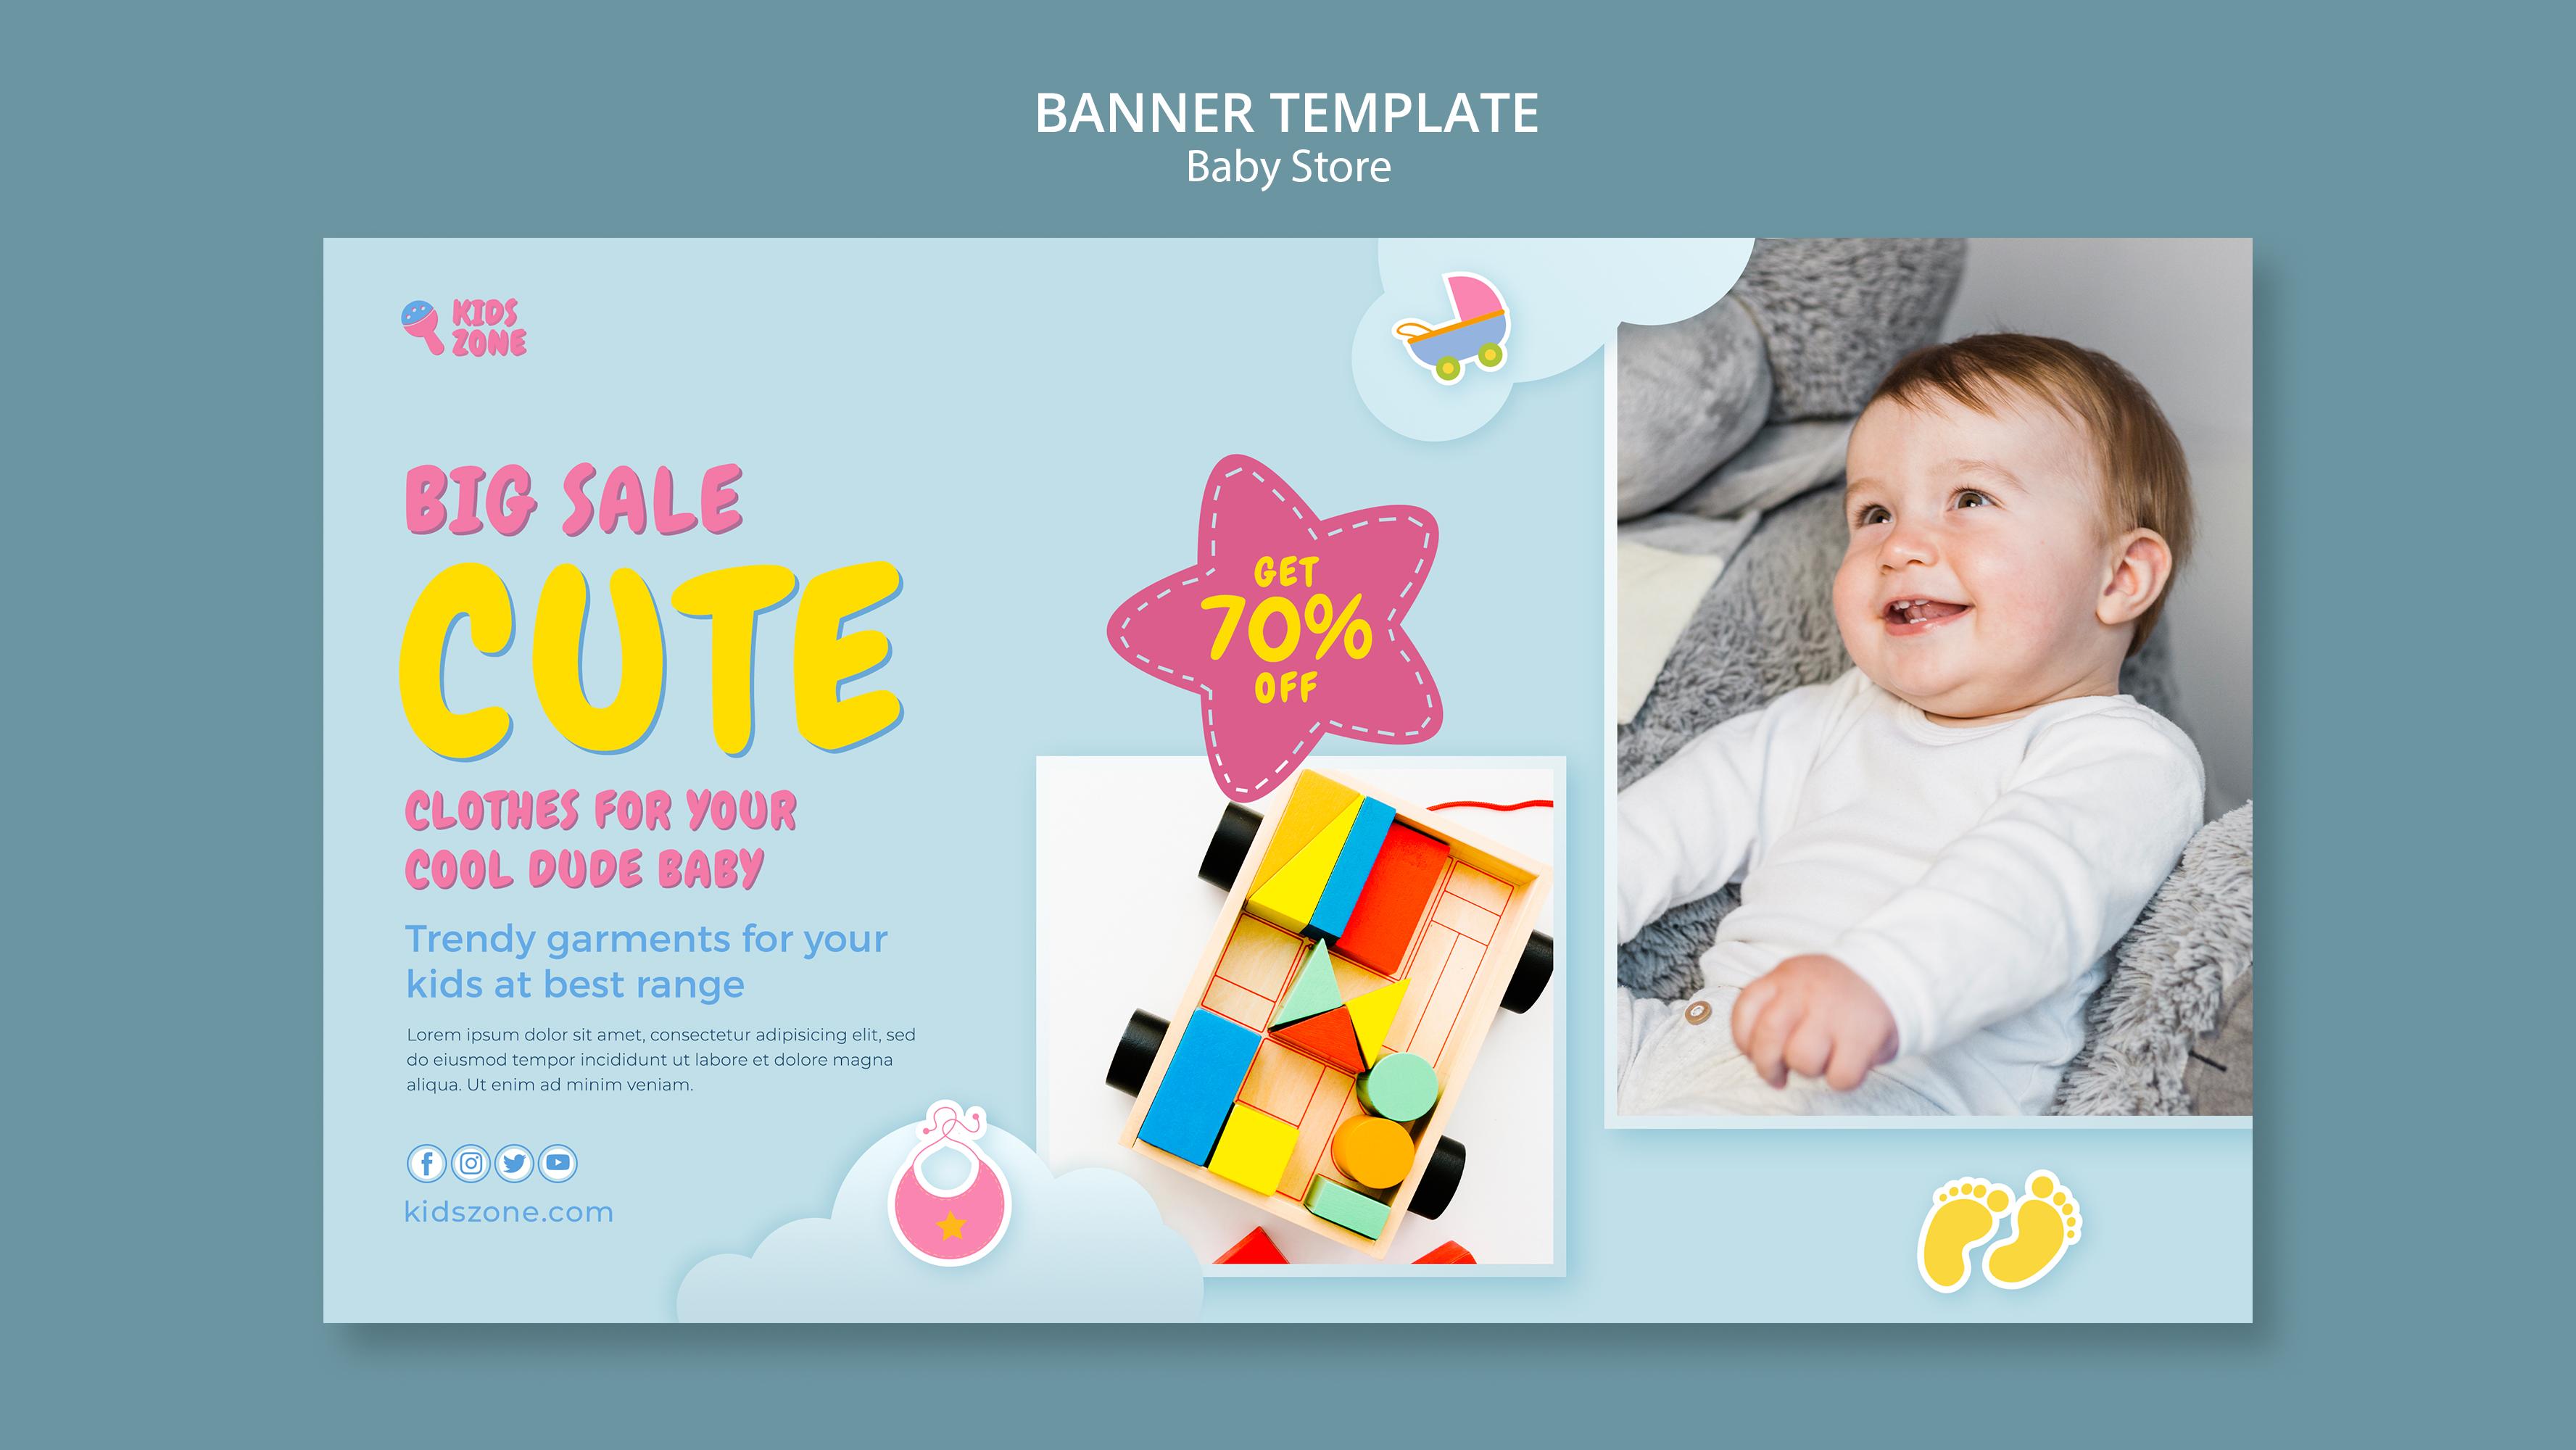 BANNER TEMPLATE
Baby Store
KIDS
ZONE
BIG SALE
CUTE
CLOTHES FOR YOUR
COOL DUDE BABY
Trendy garments for your
kids at best range
Lorem ipsum dolor sit amet, consectetur adipisicing elit, sed
do eiusmod tempor incididunt ut labore et dolore magna
aliqua. Ut enim ad minim veniam.
kidszone.com
GET
70%
OFF